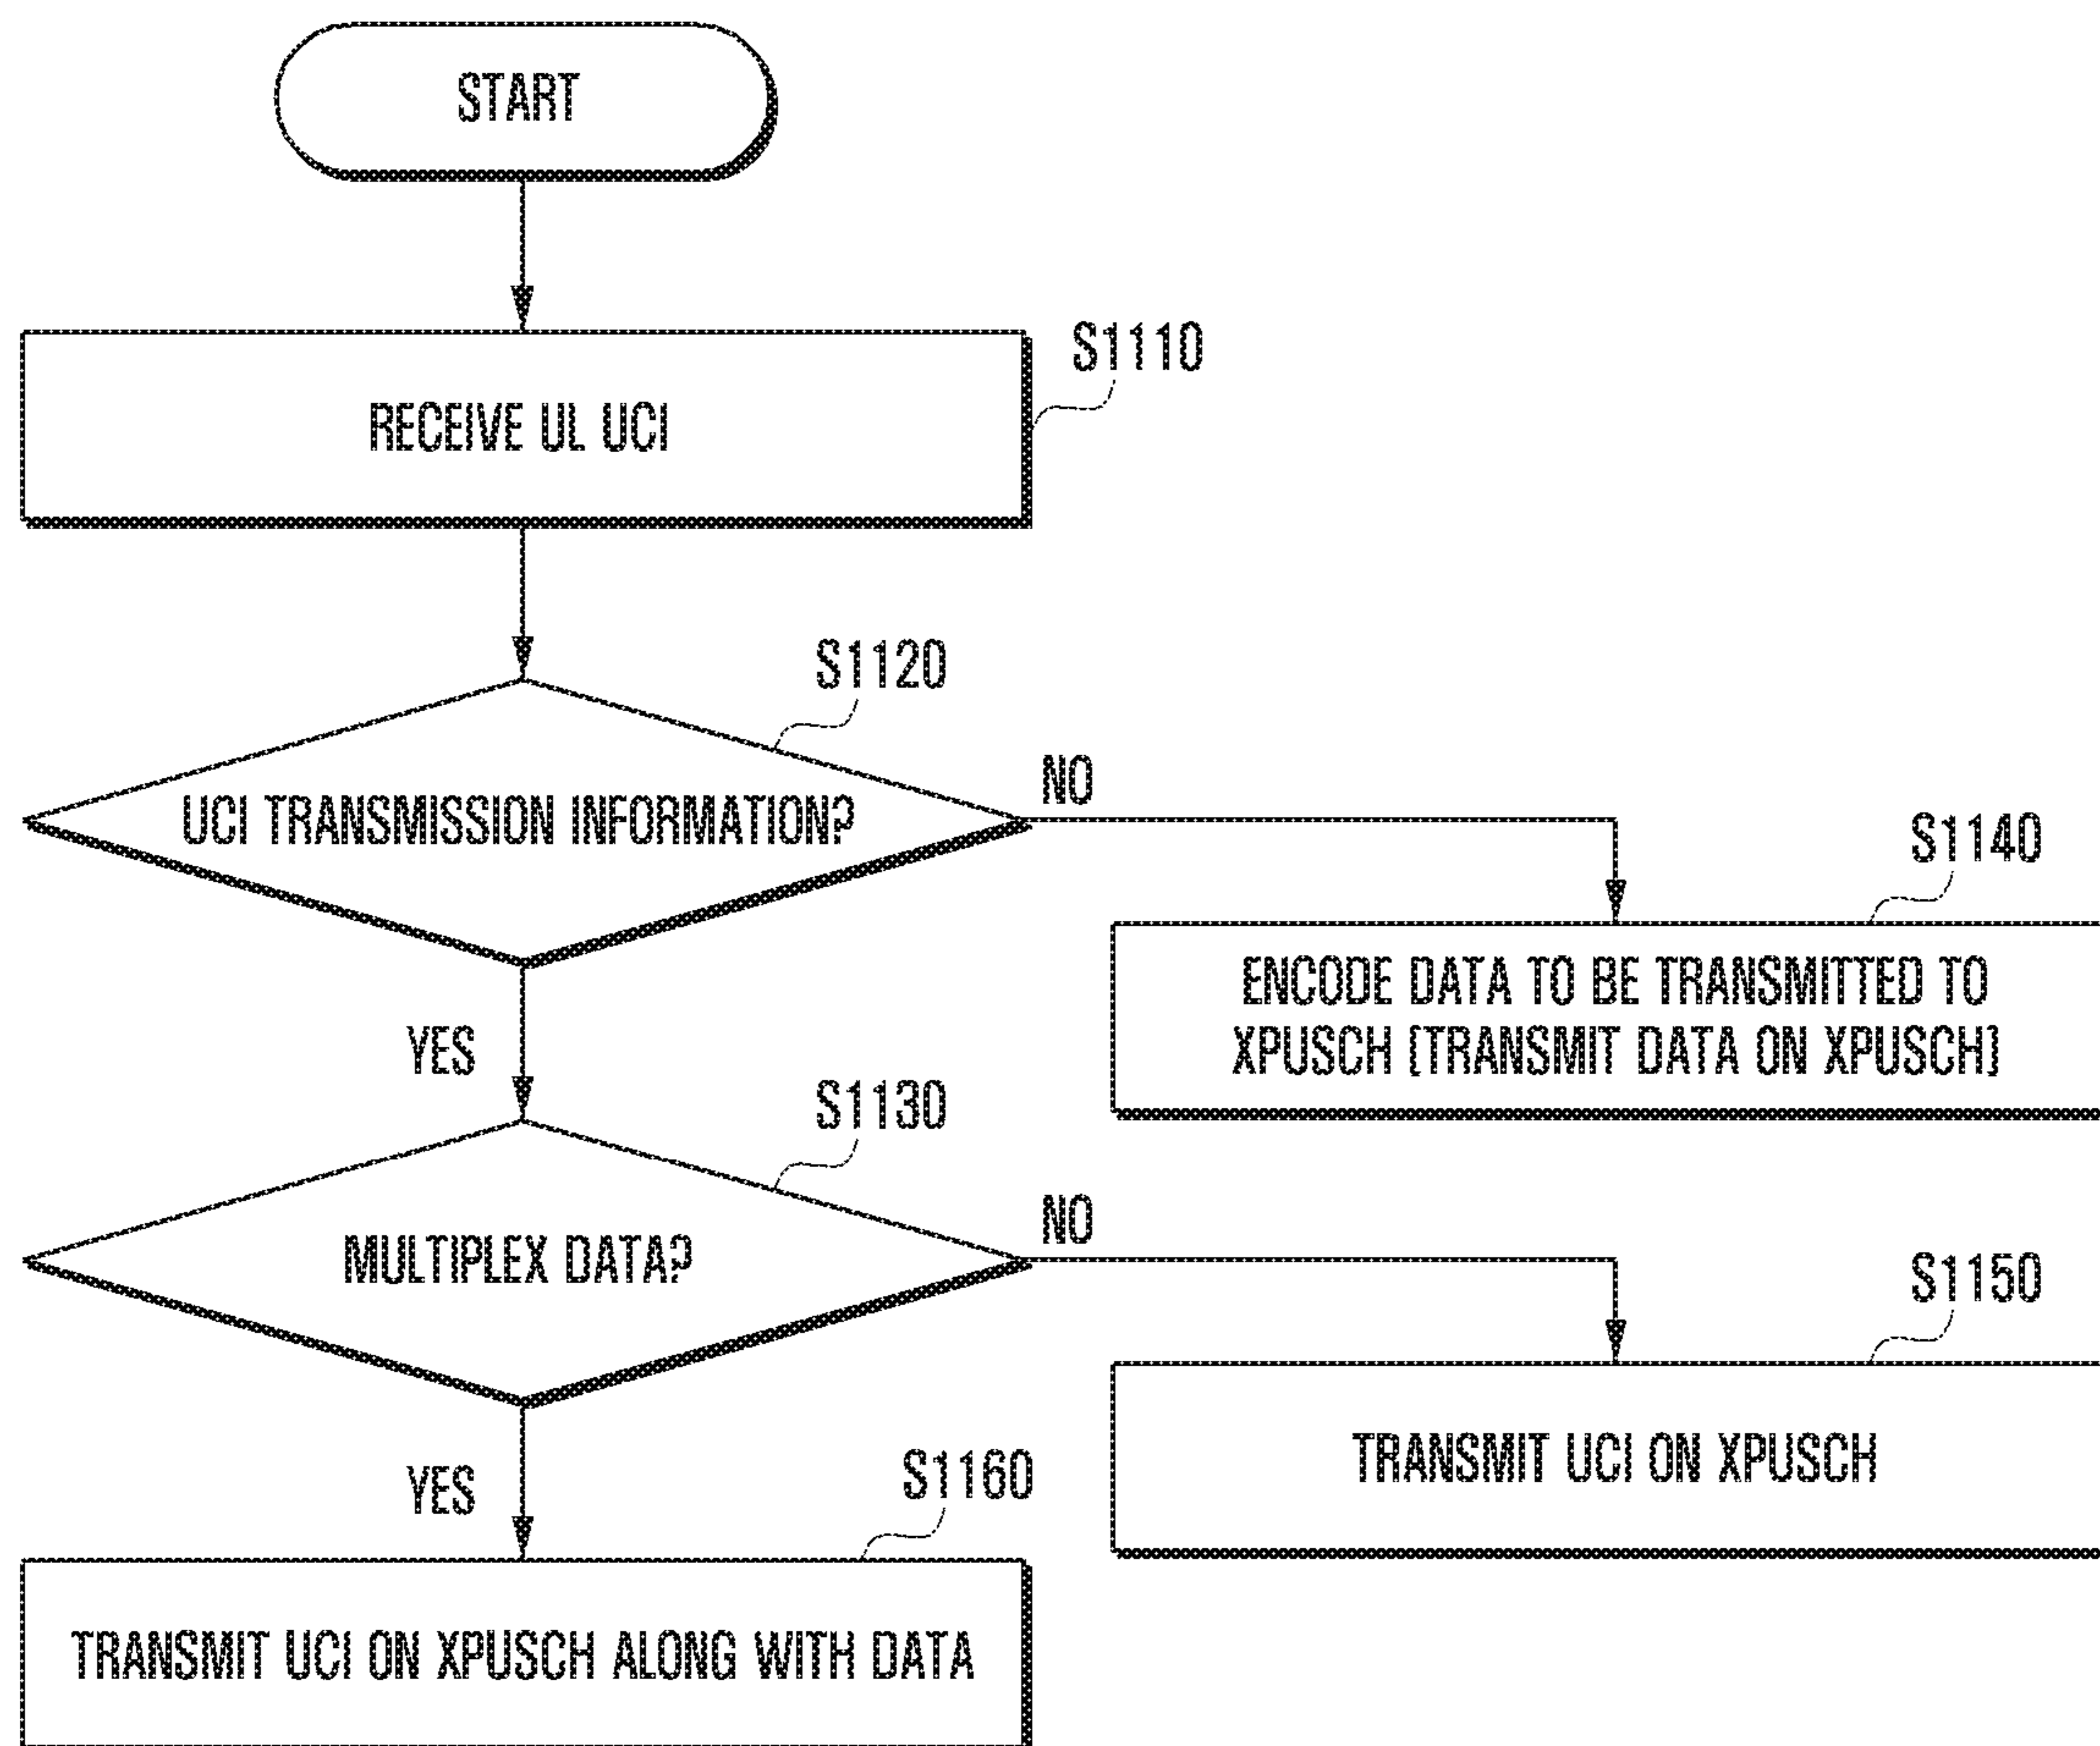 START
S1110
RECEIVE UL UCI
S1120
UCI TRANSMISSION INFORMATION?
NO
S1140
ENCODE DATA TO BE TRANSMITTED TO
XPUSCH [TRANSMIT DATA ON XPUSCH]
YES
S1130
MULTIPLEX DATA?
NO
S1150
TRANSMIT UCI ON XPUSCH
YES
S1160
TRANSMIT UCI ON XPUSCH ALONG WITH DATA